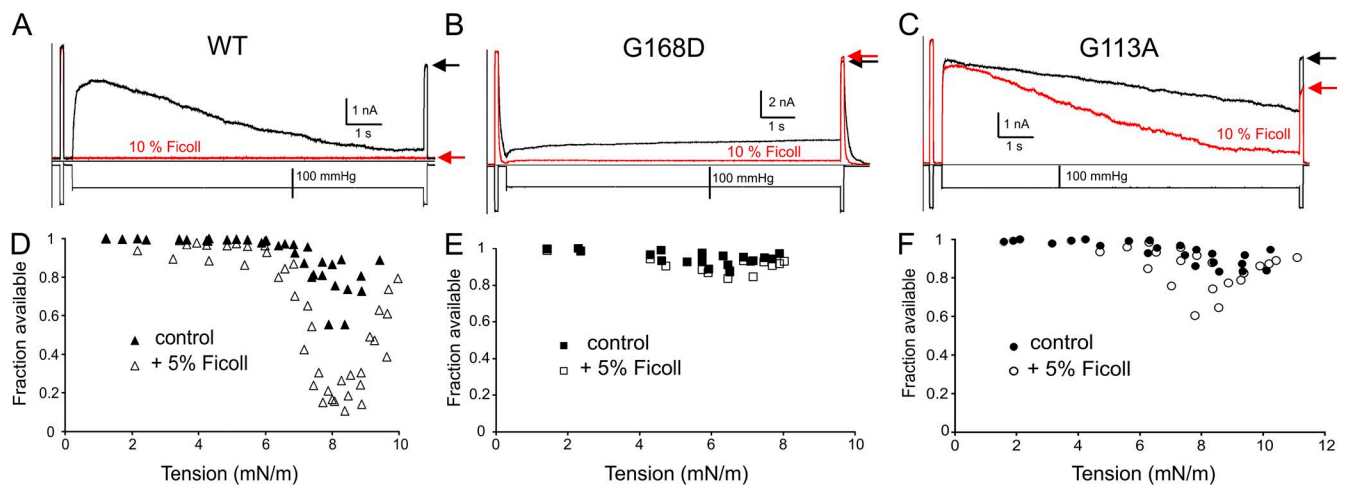 A
WT
1 nA
1 s
10 % Ficoll
100 mmHg
B
G168D
2 nA
1 s
10 % Ficoll
100 mmHg
C
G113A
1 nA
1 s
10 % Ficoll
100 mmHg
D
Fraction available
1
0.8
0.6
0.4
0.2
0
control
+ 5% Ficoll
0 2 4 6 8 10
Tension (mN/m)
E
Fraction available
1
0.8
0.6
0.4
0.2
0
control
+ 5% Ficoll
0 2 4 6 8 10
Tension (mN/m)
F
Fraction available
1
0.8
0.6
0.4
0.2
0
control
+ 5% Ficoll
0 2 4 6 8 10 12
Tension (mN/m)